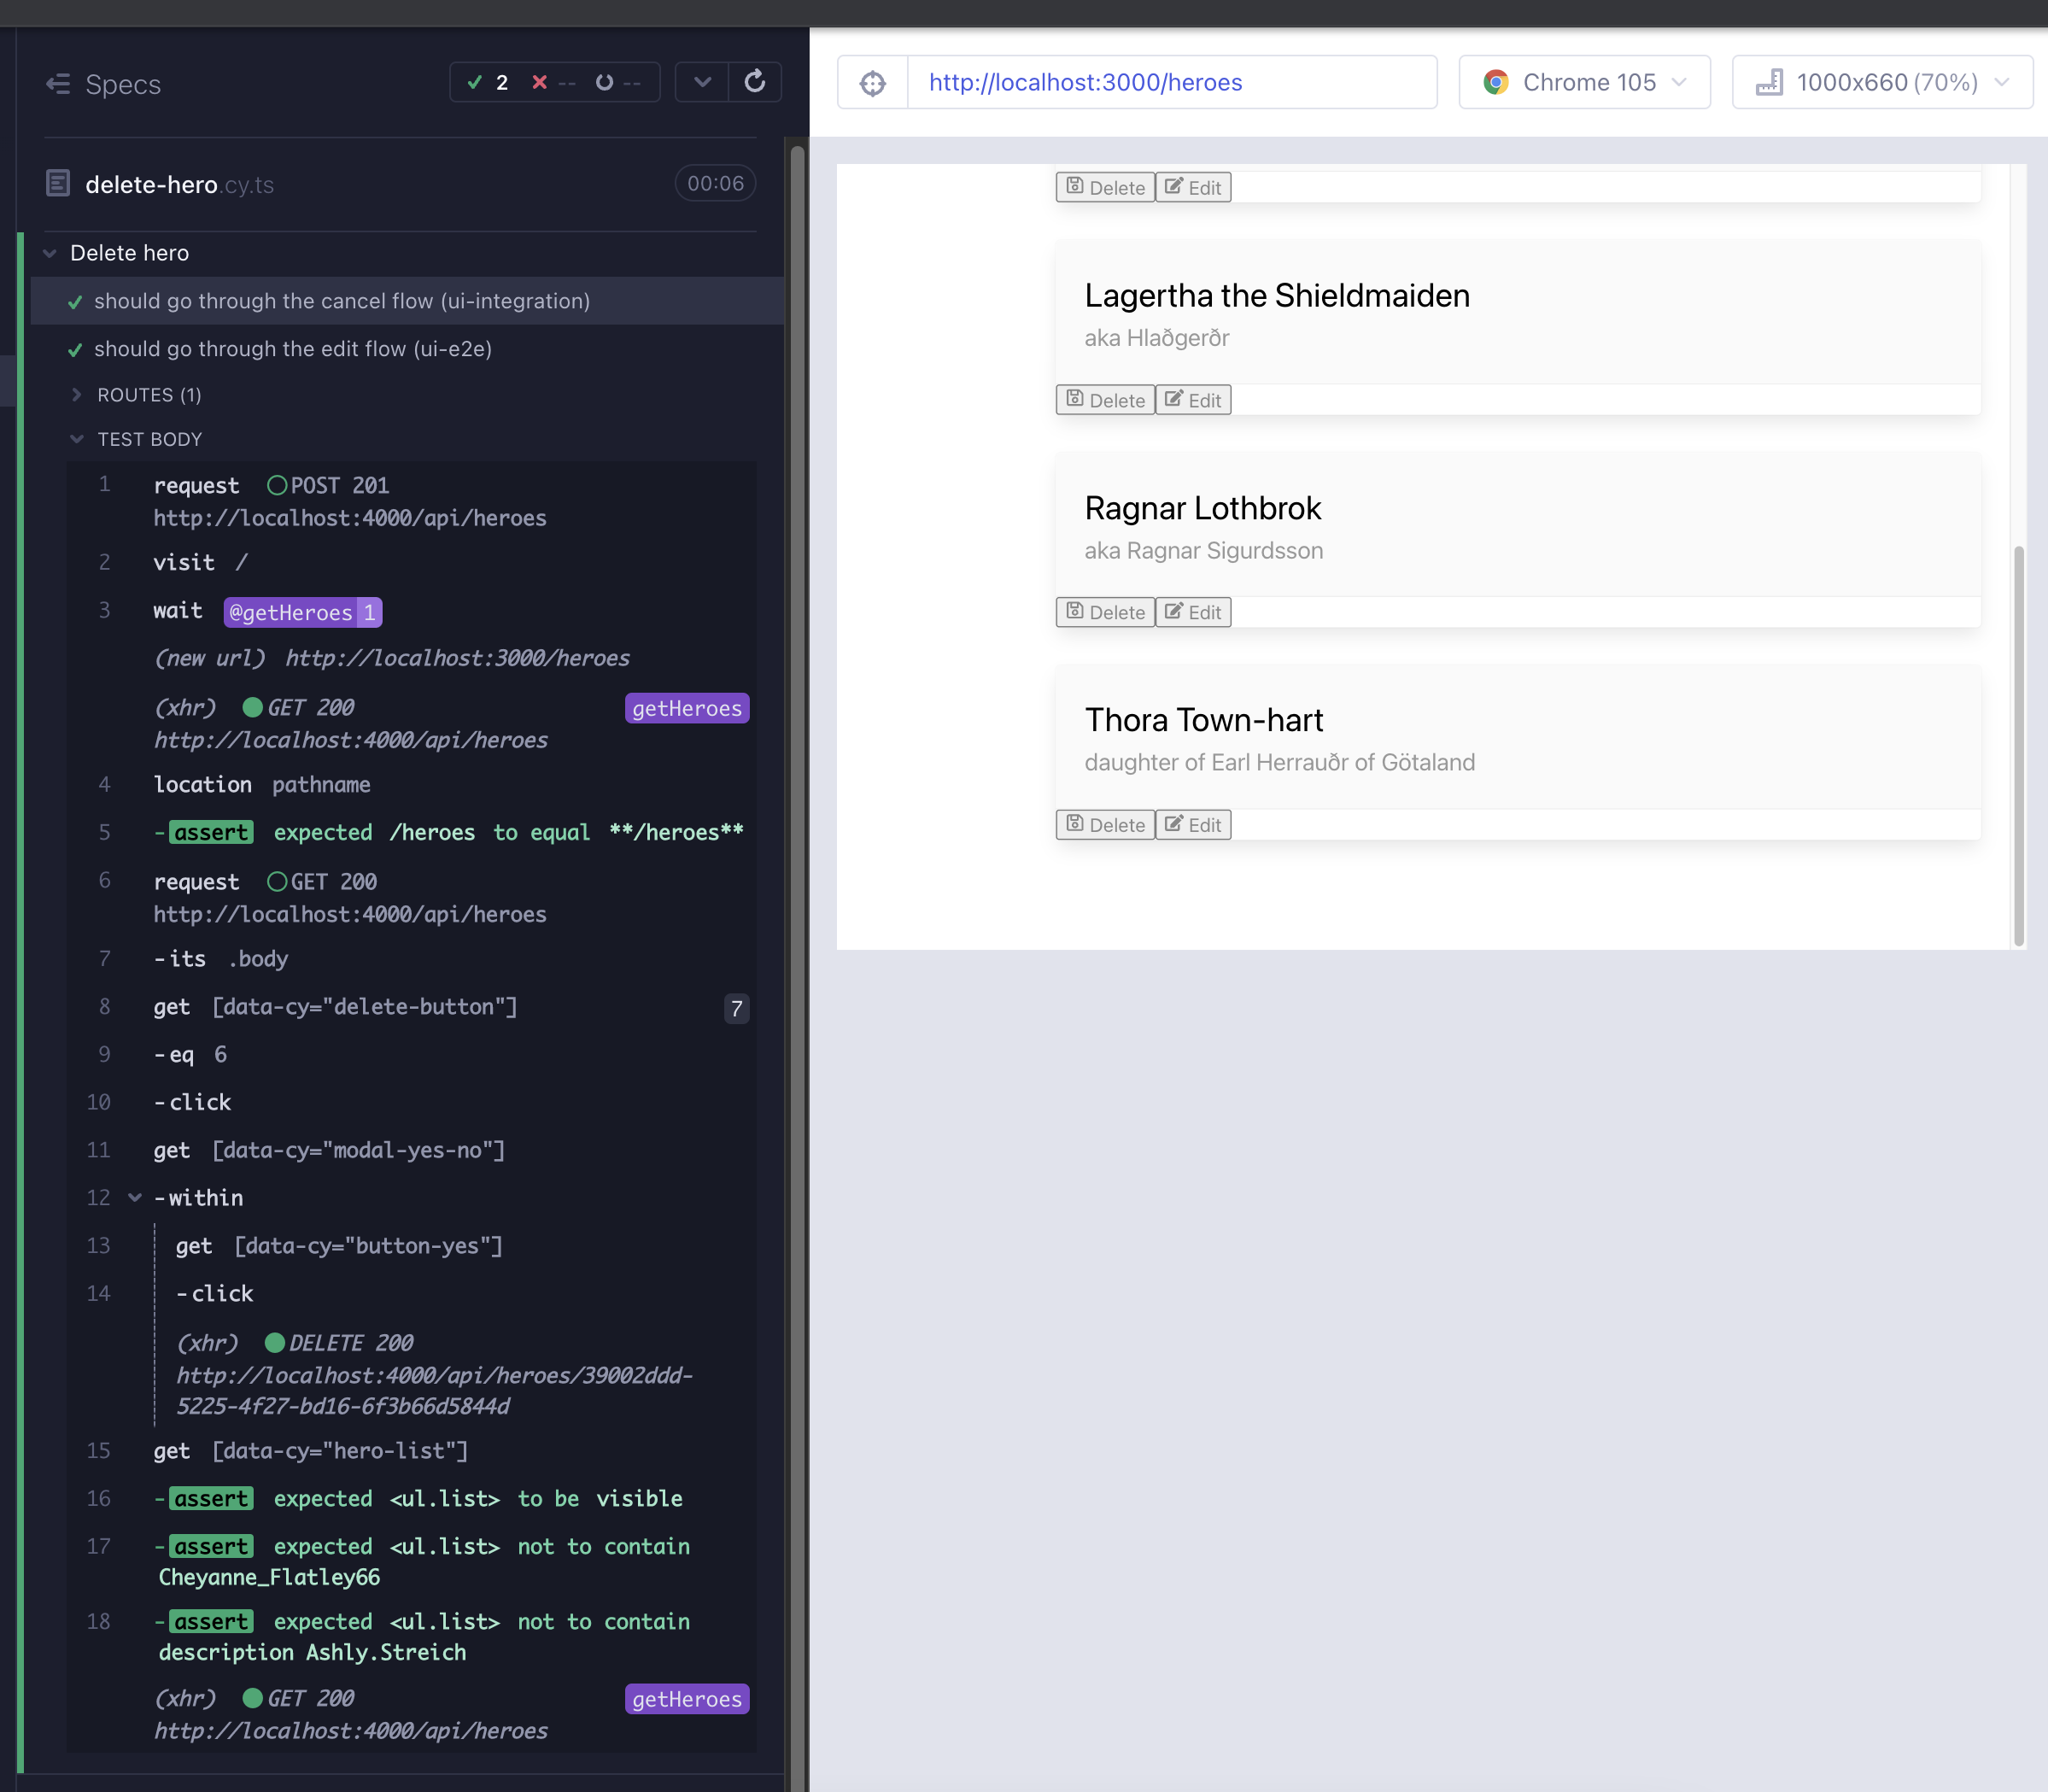 Specs
2 -- --
delete-hero.cy.ts 00:06
Delete hero
should go through the cancel flow (ui-integration)
should go through the edit flow (ui-e2e)
ROUTES (1)
TEST BODY
1 request POST 201
http://localhost:4000/api/heroes
2 visit /
3 wait @getHeroes 1
(new url) http://localhost:3000/heroes
(xhr) GET 200 getHeroes
http://localhost:4000/api/heroes
4 location pathname
5 -assert expected /heroes to equal **/heroes**
6 request GET 200
http://localhost:4000/api/heroes
7 -its .body
8 get [data-cy="delete-button"] 7
9 -eq 6
10 -click
11 get [data-cy="modal-yes-no"]
12 -within
13 get [data-cy="button-yes"]
14 -click
(xhr) DELETE 200
http://localhost:4000/api/heroes/39002ddd-
5225-4f27-bd16-6f3b66d5844d
15 get [data-cy="hero-list"]
16 -assert expected <ul.list> to be visible
17 -assert expected <ul.list> not to contain
Cheyanne_Flatley66
18 -assert expected <ul.list> not to contain
description Ashly.Streich
(xhr) GET 200 getHeroes
http://localhost:4000/api/heroes
http://localhost:3000/heroes
Chrome 105
1000x660 (70%)
Delete Edit
Lagertha the Shieldmaiden
aka Hlaðgerðr
Delete Edit
Ragnar Lothbrok
aka Ragnar Sigurdsson
Delete Edit
Thora Town-hart
daughter of Earl Herrauðr of Götaland
Delete Edit